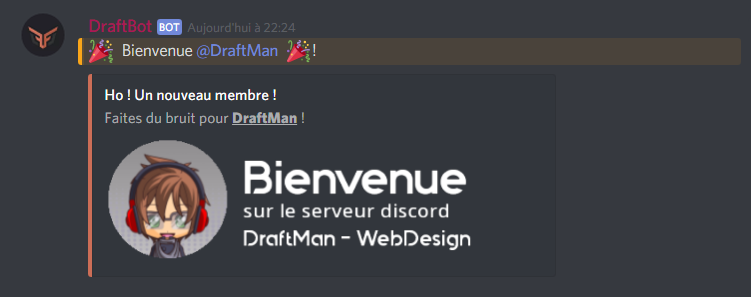 DraftBot BOT Aujourd'hui à 22:24
🎉 Bienvenue @DraftMan 🎉!
Ho ! Un nouveau membre !
Faites du bruit pour DraftMan !
Bienvenue
sur le serveur discord
DraftMan - WebDesign